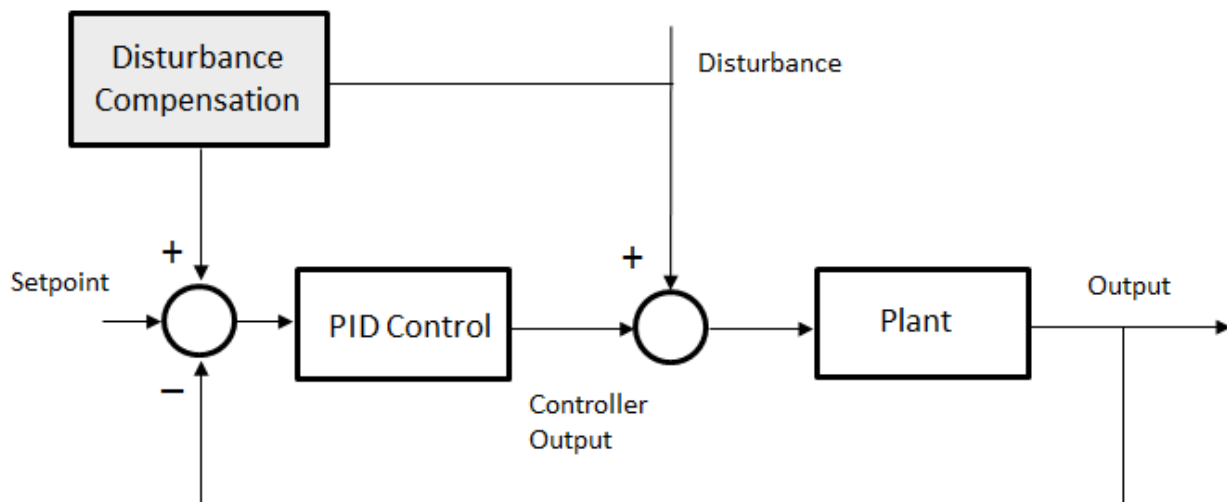 Disturbance
Compensation
Disturbance
+
+
Setpoint
PID Control
Plant
Output
−
Controller
Output